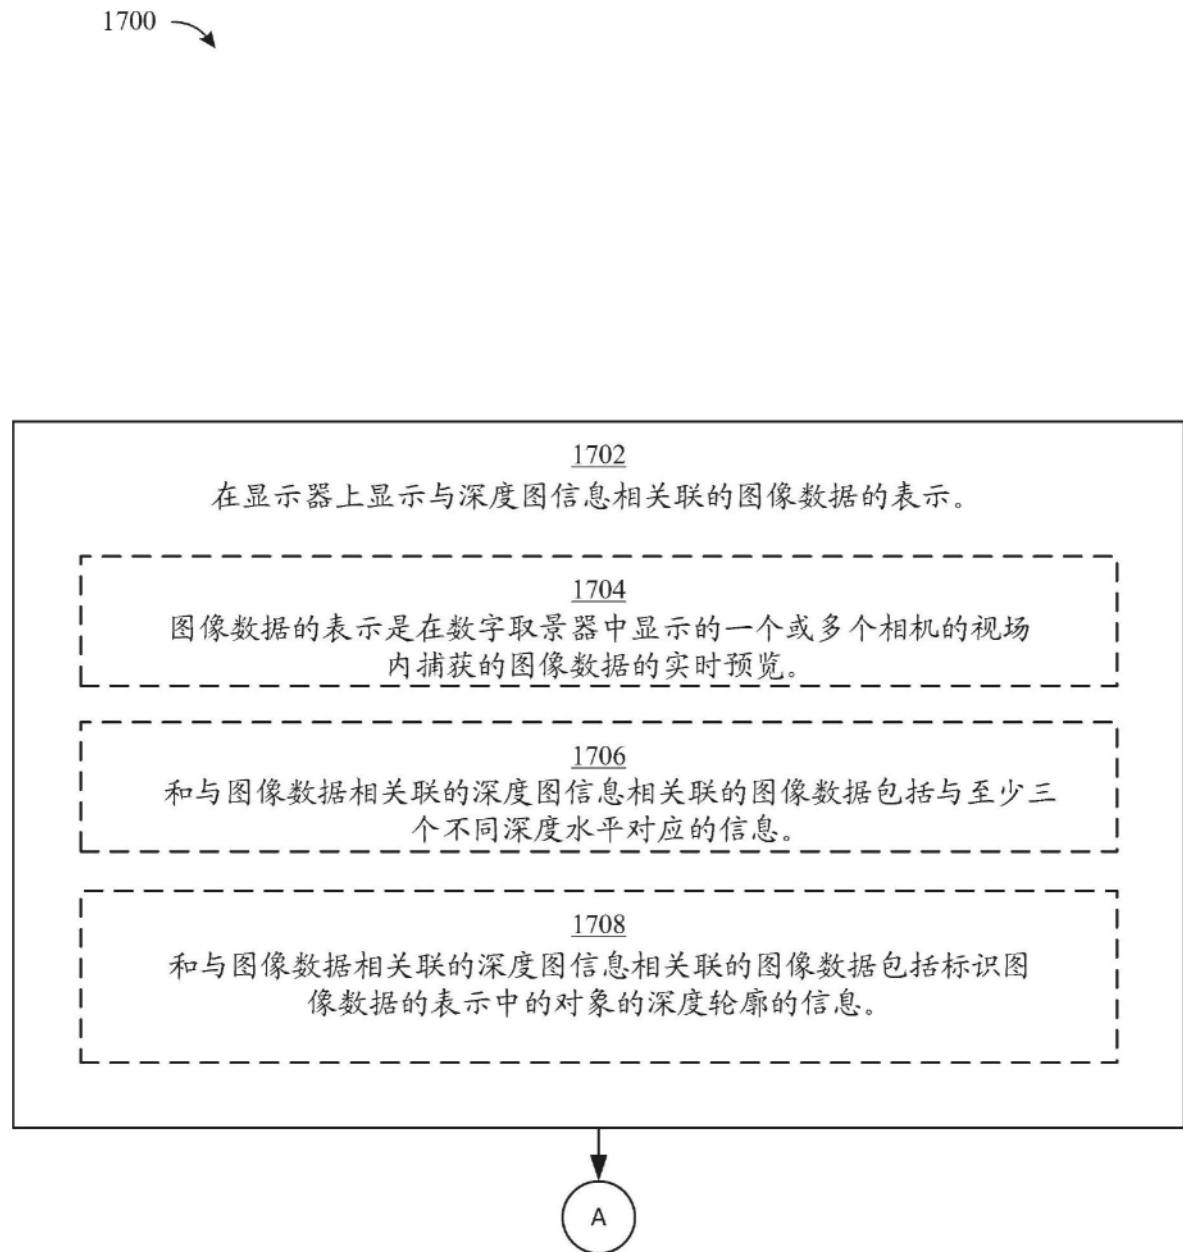 1700
1702
在显示器上显示与深度图信息相关联的图像数据的表示。
1704
图像数据的表示是在数字取景器中显示的一个或多个相机的视场
内捕获的图像数据的实时预览。
1706
和与图像数据相关联的深度图信息相关联的图像数据包括与至少三
个不同深度水平对应的信息。
1708
和与图像数据相关联的深度图信息相关联的图像数据包括标识图
像数据的表示中的对象的深度轮廓的信息。
A